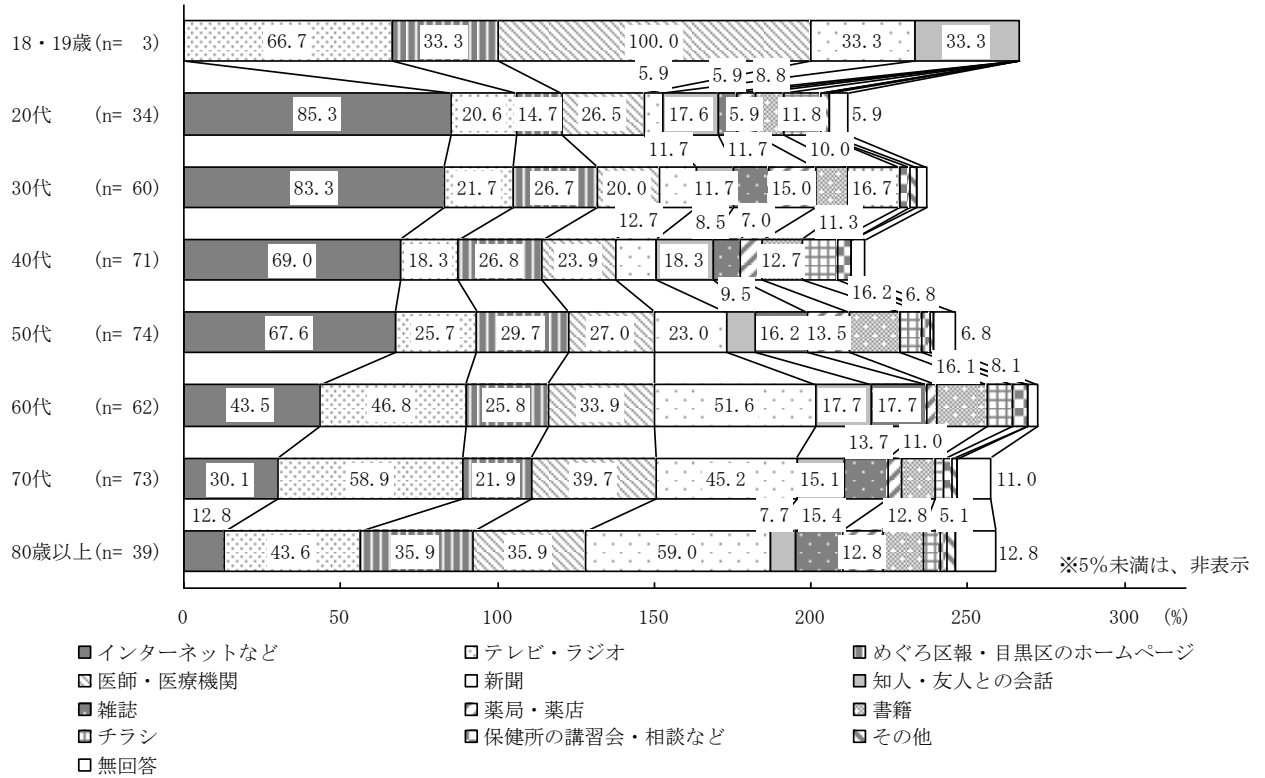 18・19歳(n= 3) 66.7 33.3 100.0 33.3 33.3
5.9 5.9 8.8
20代 (n= 34) 85.3 20.6 14.7 26.5 17.6 5.9 11.8 5.9
11.7 11.7 10.0
30代 (n= 60) 83.3 21.7 26.7 20.0 11.7 15.0 16.7
12.7 8.5 7.0 11.3
40代 (n= 71) 69.0 18.3 26.8 23.9 18.3 12.7
9.5 16.2 6.8
50代 (n= 74) 67.6 25.7 29.7 27.0 23.0 16.2 13.5 6.8
16.1 8.1
60代 (n= 62) 43.5 46.8 25.8 33.9 51.6 17.7 17.7
13.7 11.0
70代 (n= 73) 30.1 58.9 21.9 39.7 45.2 15.1 11.0
12.8 7.7 15.4 12.8 5.1
80歳以上(n= 39) 43.6 35.9 35.9 59.0 12.8 12.8
※5%未満は、非表示
0 50 100 150 200 250 300 (%)
インターネットなど テレビ・ラジオ めぐろ区報・目黒区のホームページ
医師・医療機関 新聞 知人・友人との会話
雑誌 薬局・薬店 書籍
チラシ 保健所の講習会・相談など その他
無回答